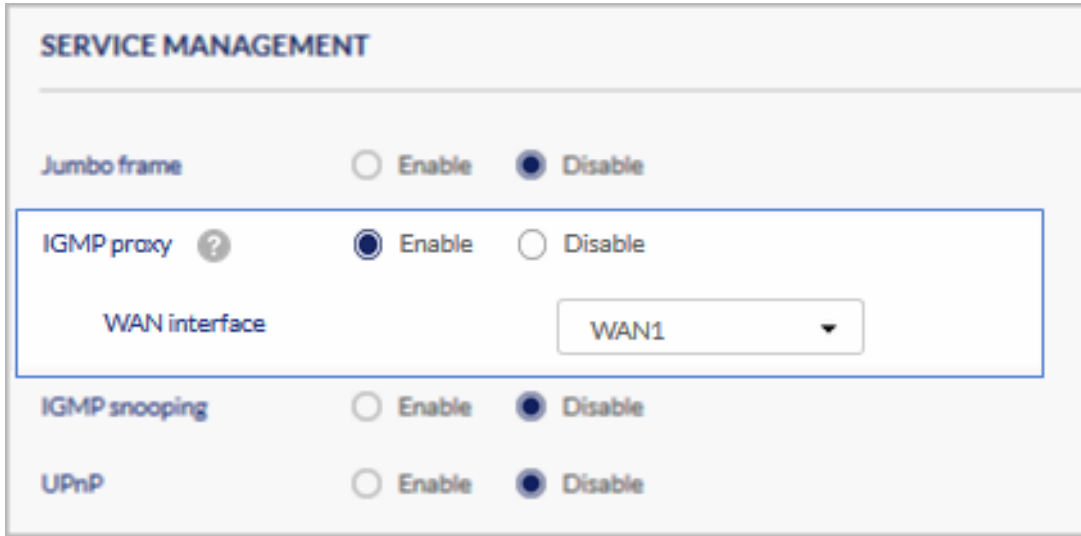 SERVICE MANAGEMENT
Jumbo frame Enable Disable
IGMP proxy ? Enable Disable
WAN interface WAN1
IGMP snooping Enable Disable
UPnP Enable Disable